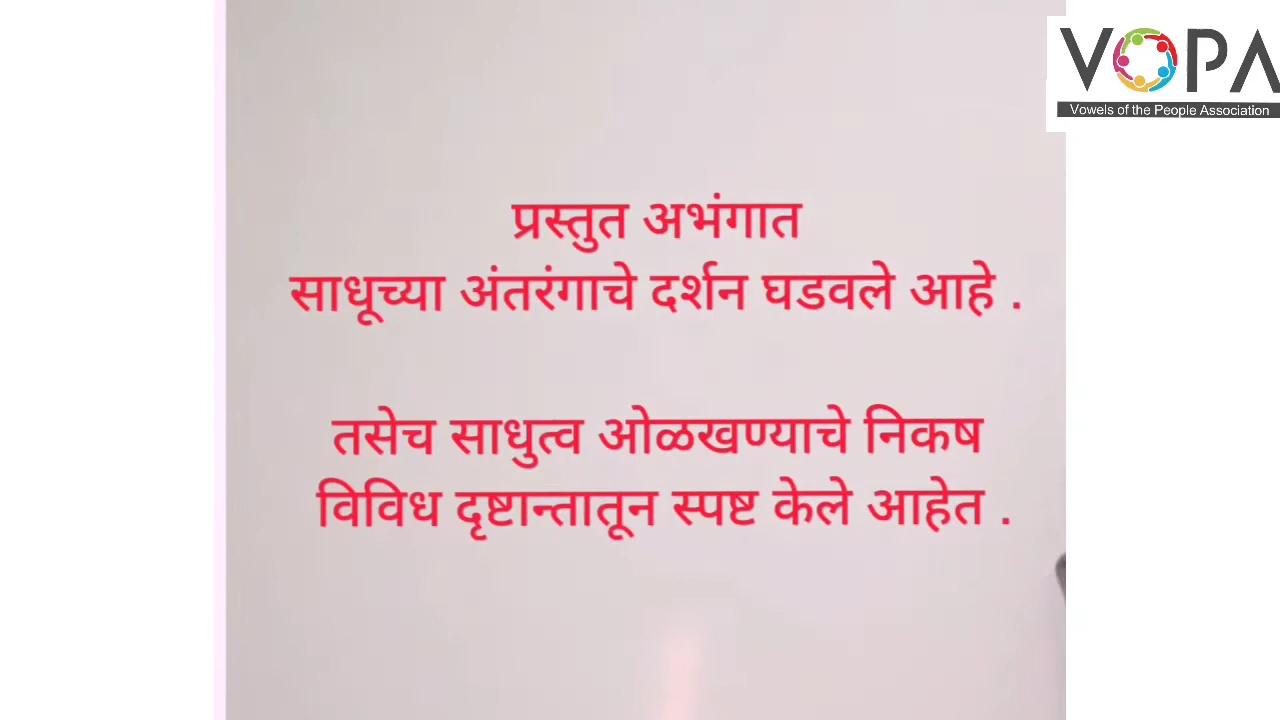 VOPA
Vowels of the People Association
प्रस्तुत अभंगात
साधूच्या अंतरंगाचे दर्शन घडवले आहे .
तसेच साधुत्व ओळखण्याचे निकष
विविध दृष्टान्तातून स्पष्ट केले आहेत .